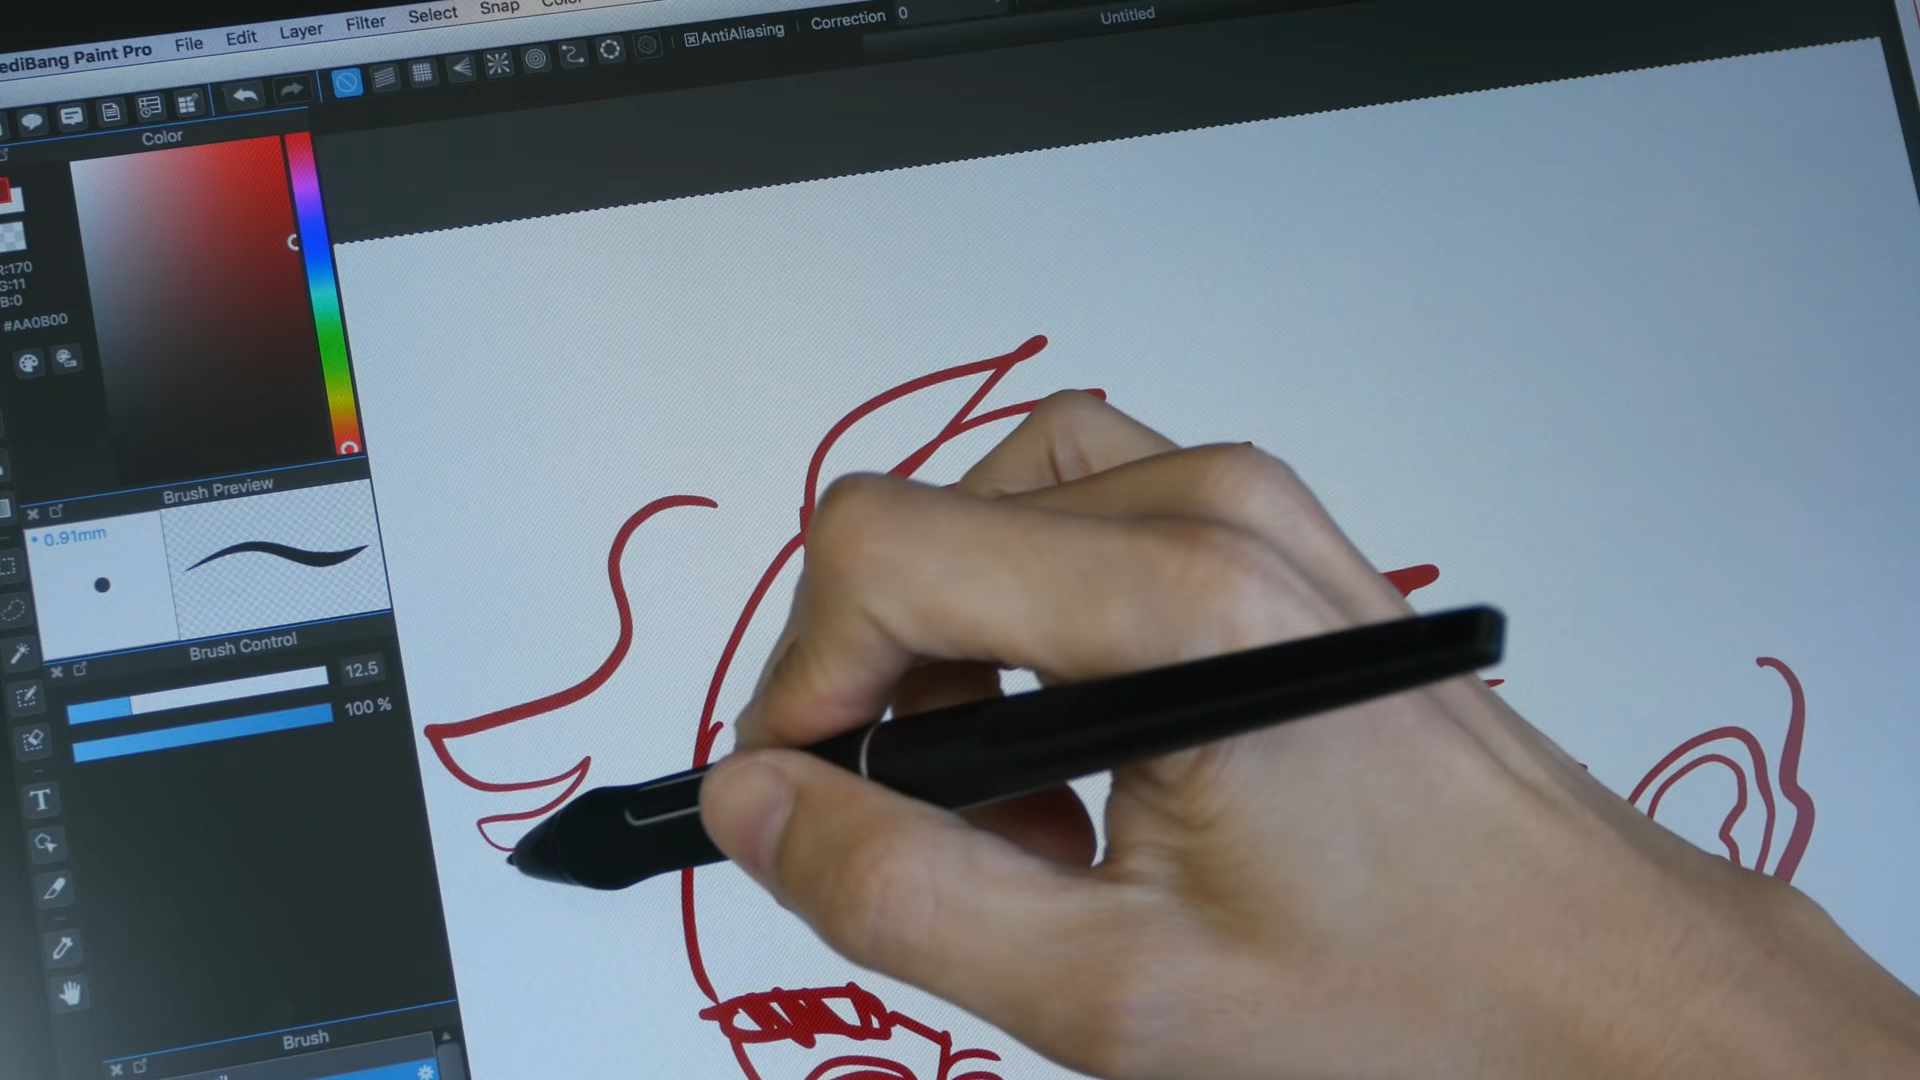 ediBang Paint Pro File Edit Layer Filter Select Snap Color
AntiAliasing Correction 0
Untitled
Color
R:170
G:11
B:0
#AA0B00
Brush Preview
0.91mm
Brush Control
12.5
100 %
T
Brush